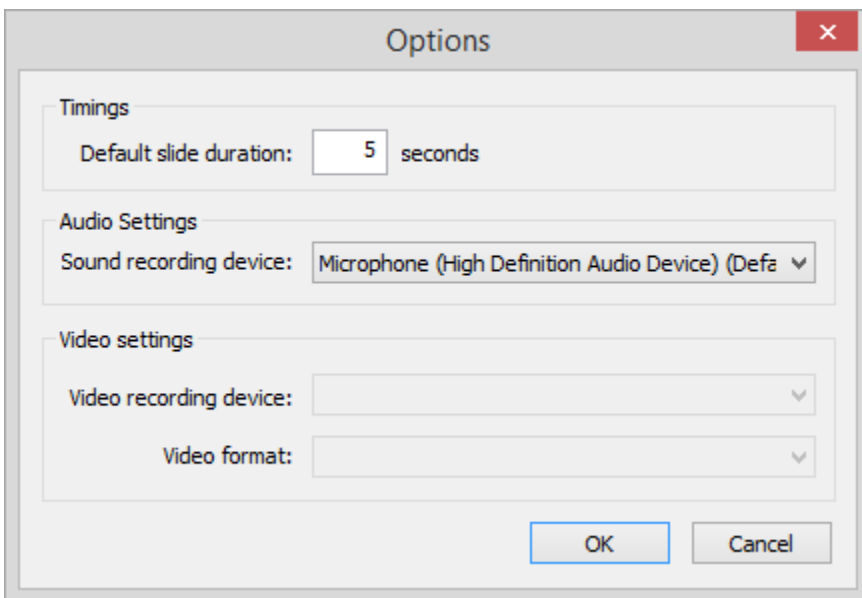 Options
Timings
Default slide duration: 5 seconds
Audio Settings
Sound recording device: Microphone (High Definition Audio Device) (Defa
Video settings
Video recording device:
Video format:
OK Cancel